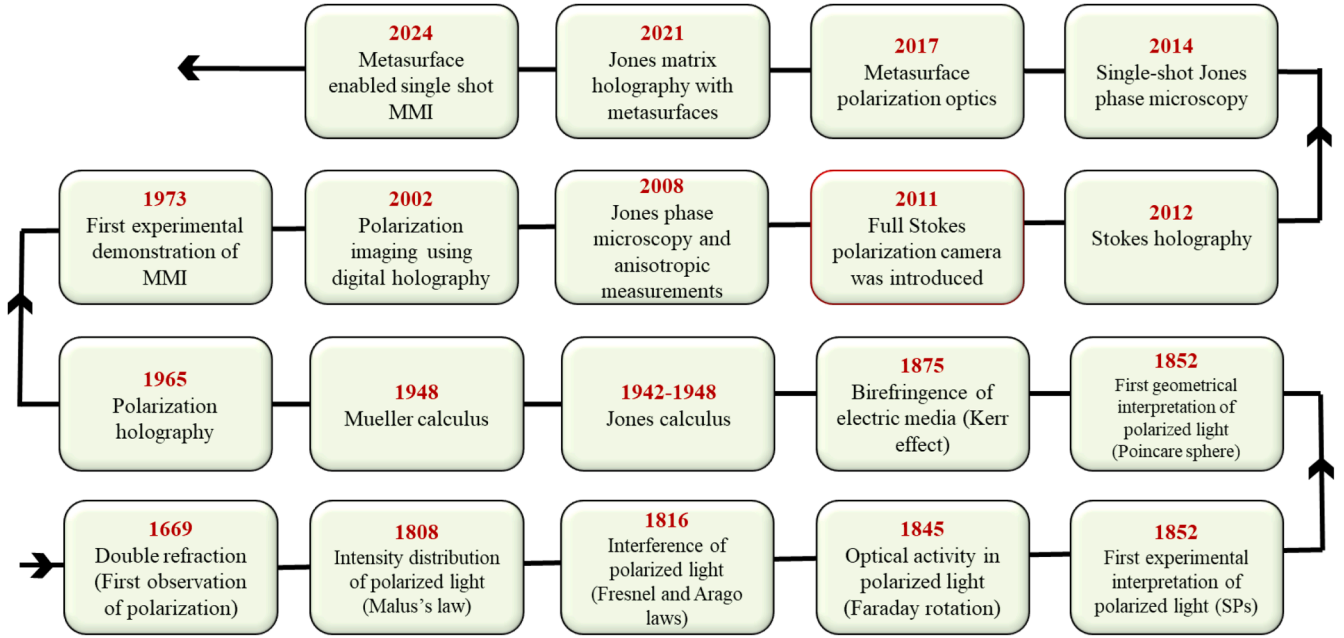 2024
Metasurface
enabled single shot
MMI
2021
Jones matrix
holography with
metasurfaces
2017
Metasurface
polarization optics
2014
Single-shot Jones
phase microscopy
1973
First experimental
demonstration of
MMI
2002
Polarization
imaging using
digital holography
2008
Jones phase
microscopy and
anisotropic
measurements
2011
Full Stokes
polarization camera
was introduced
2012
Stokes holography
1965
Polarization
holography
1948
Mueller calculus
1942-1948
Jones calculus
1875
Birefringence of
electric media (Kerr
effect)
1852
First geometrical
interpretation of
polarized light
(Poincare sphere)
1669
Double refraction
(First observation
of polarization)
1808
Intensity distribution
of polarized light
(Malus's law)
1816
Interference of
polarized light
(Fresnel and Arago
laws)
1845
Optical activity in
polarized light
(Faraday rotation)
1852
First experimental
interpretation of
polarized light (SPs)